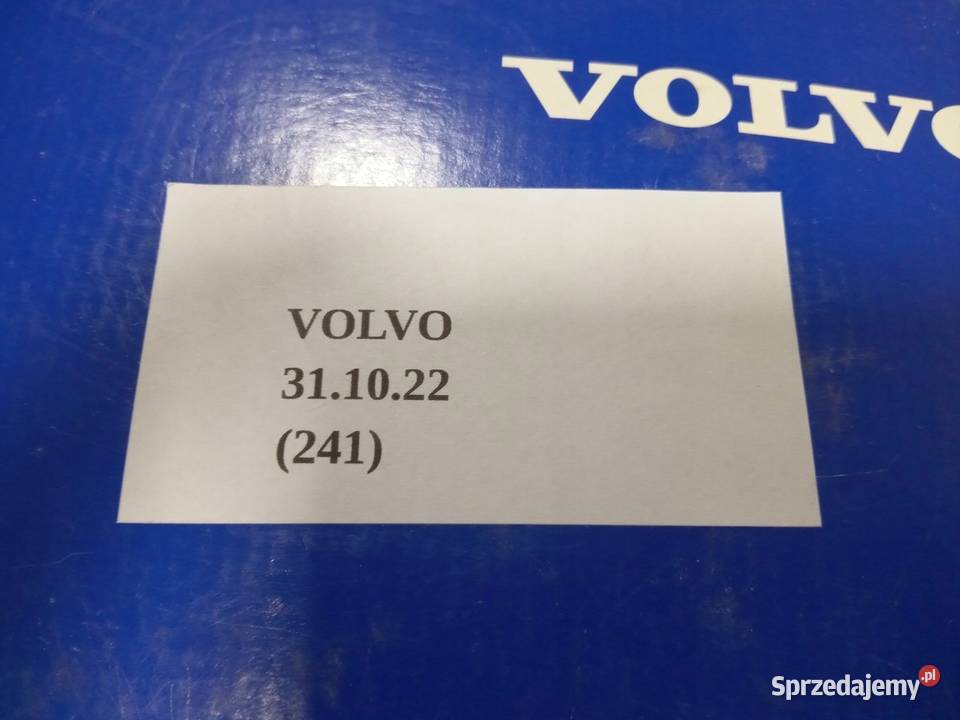 VOLVO
VOLVO
31.10.22
(241)
Sprzedajemy.pl